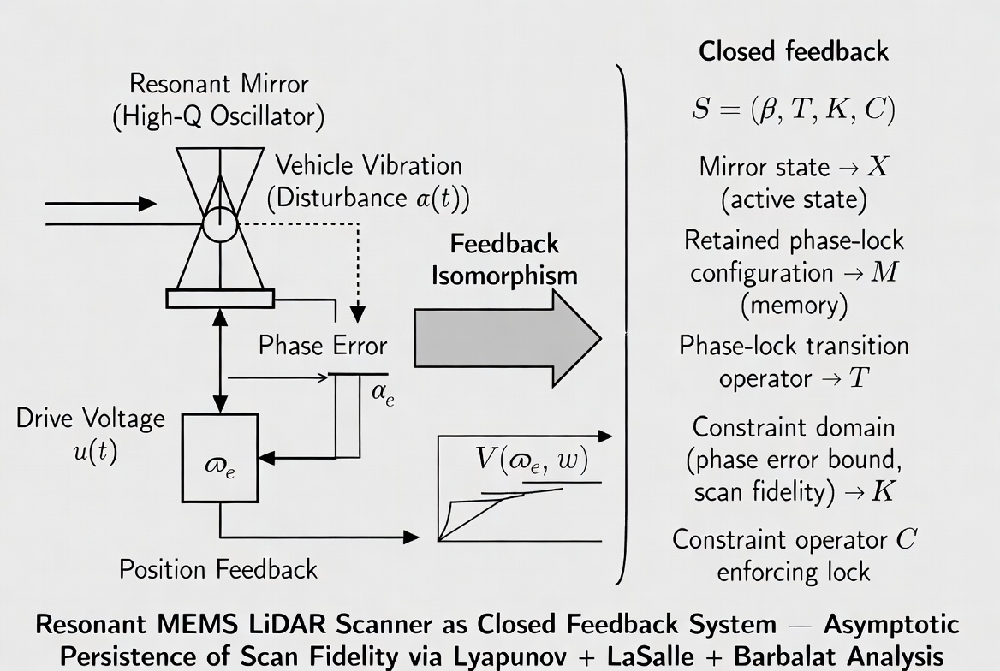 Resonant Mirror
(High-Q Oscillator)
Vehicle Vibration
(Disturbance α(t))
Phase Error
αₑ
Drive Voltage
u(t)
ϖₑ
Position Feedback
Feedback
Isomorphism
V(ϖₑ, w)
Closed feedback
S = (β, T, K, C)
Mirror state → X
(active state)
Retained phase-lock
configuration → M
(memory)
Phase-lock transition
operator → T
Constraint domain
(phase error bound,
scan fidelity) → K
Constraint operator C
enforcing lock
Resonant MEMS LiDAR Scanner as Closed Feedback System — Asymptotic
Persistence of Scan Fidelity via Lyapunov + LaSalle + Barbalat Analysis